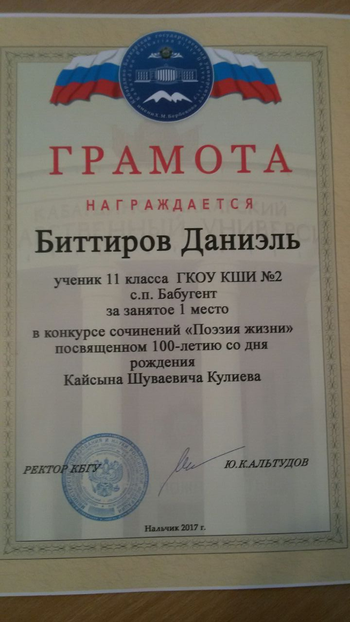 ГРАМОТА
НАГРАЖДАЕТСЯ
Биттиров Даниэль
ученик 11 класса ГКОУ КШИ №2
с.п. Бабугент
за занятое 1 место
в конкурсе сочинений «Поэзия жизни»
посвященном 100-летию со дня
рождения
Кайсына Шуваевича Кулиева
РЕКТОР КБГУ
Ю.К.АЛЬТУДОВ
Нальчик 2017 г.